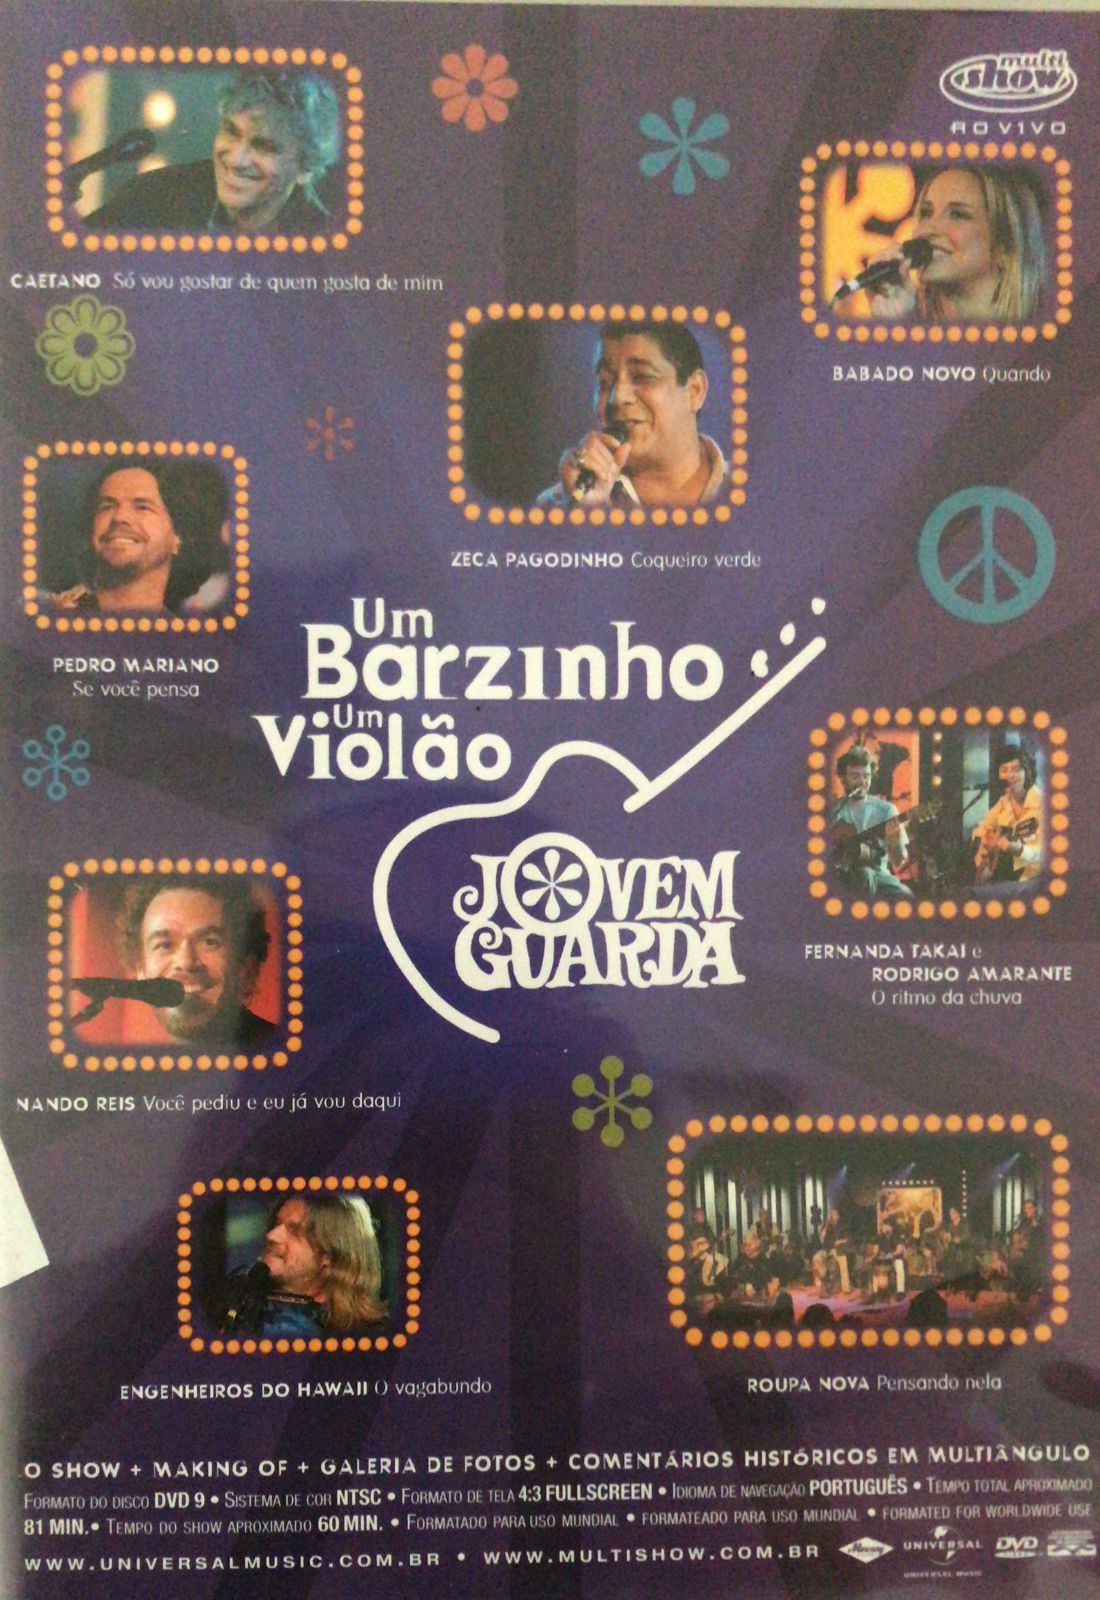 multi
show
AO VIVO
CAETANO Só vou gostar de quem gosta de mim
BABADO NOVO Quando
ZECA PAGODINHO Coqueiro verde
PEDRO MARIANO
Se você pensa
Um
Barzinho
Um
Violão
JOVEM
GUARDA
FERNANDA TAKAI e
RODRIGO AMARANTE
O ritmo da chuva
NANDO REIS Você pediu e eu já vou daqui
ENGENHEIROS DO HAWAII O vagabundo
ROUPA NOVA Pensando nela
O SHOW + MAKING OF + GALERIA DE FOTOS + COMENTÁRIOS HISTÓRICOS EM MULTIÂNGULO
FORMATO DO DISCO DVD 9 • SISTEMA DE COR NTSC • FORMATO DE TELA 4:3 FULLSCREEN • IDIOMA DE NAVEGAÇÃO PORTUGUÊS • TEMPO TOTAL APROXIMADO
81 MIN. • TEMPO DO SHOW APROXIMADO 60 MIN. • FORMATADO PARA USO MUNDIAL • FORMATEADO PARA USO MUNDIAL • FORMATTED FOR WORLDWIDE USE
WWW.UNIVERSALMUSIC.COM.BR • WWW.MULTISHOW.COM.BR
UNIVERSAL
DVD
UNIVERSAL MUSIC